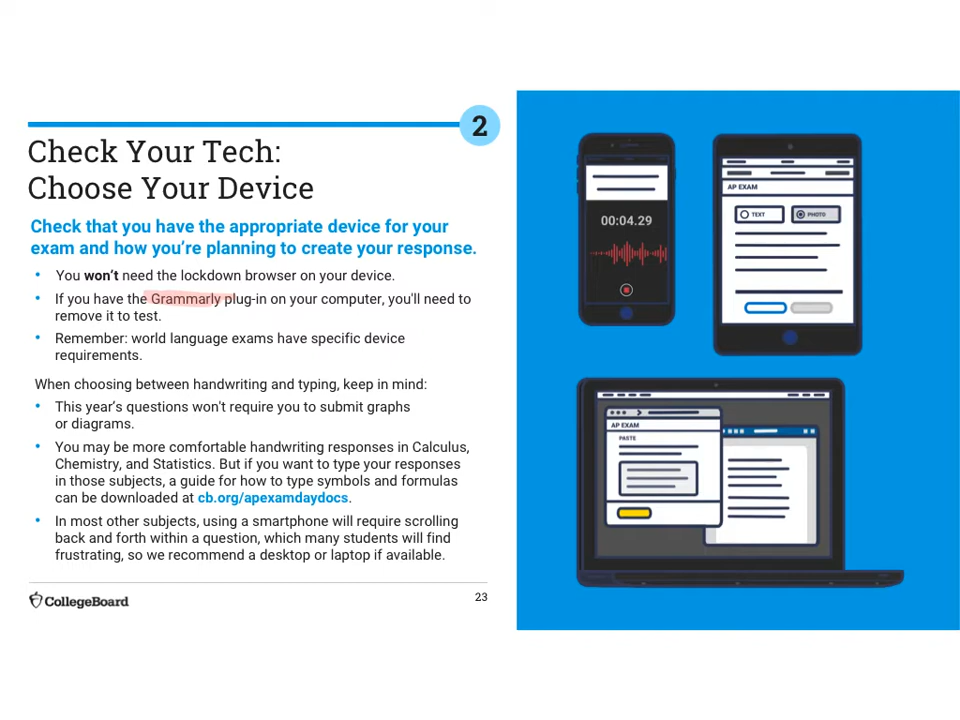 2
Check Your Tech:
Choose Your Device
Check that you have the appropriate device for your
exam and how you're planning to create your response.
• You won't need the lockdown browser on your device.
• If you have the Grammarly plug-in on your computer, you'll need to
remove it to test.
• Remember: world language exams have specific device
requirements.
When choosing between handwriting and typing, keep in mind:
• This year's questions won't require you to submit graphs
or diagrams.
• You may be more comfortable handwriting responses in Calculus,
Chemistry, and Statistics. But if you want to type your responses
in those subjects, a guide for how to type symbols and formulas
can be downloaded at cb.org/apexamdaydocs.
• In most other subjects, using a smartphone will require scrolling
back and forth within a question, which many students will find
frustrating, so we recommend a desktop or laptop if available.
CollegeBoard
23
00:04.29
AP EXAM
TEXT
PHOTO
AP EXAM
PASTE